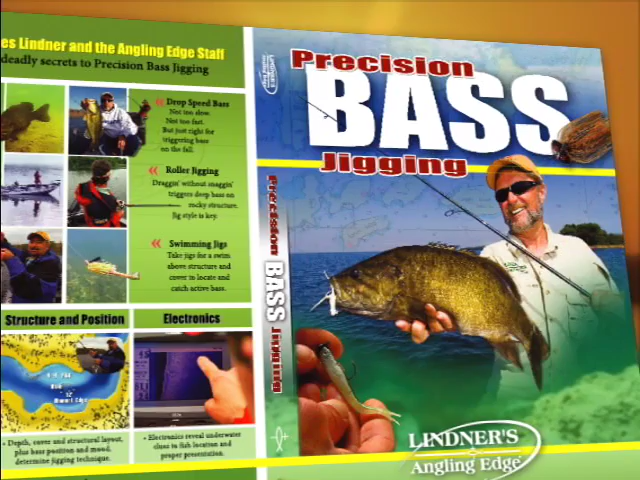 es Lindner and the Angling Edge Staff
deadly secrets to Precision Bass Jigging
Drop Speed Bass
Not too slow.
Not too fast.
But just right for
triggering bass
on the fall.
Roller Jigging
Draggin' without snaggin'
triggers deep bass on
rocky structure.
Jig style is key.
Swimming Jigs
Take jigs for a swim
above structure and
cover to locate and
catch active bass.
Structure and Position
Electronics
• Depth, cover and structural layout,
plus bass position and mood,
determine jigging technique.
• Electronics reveal underwater
clues to fish location and
proper presentation.
Precision BASS Jigging
Precision
BASS
Jigging
LINDNER'S
Angling Edge